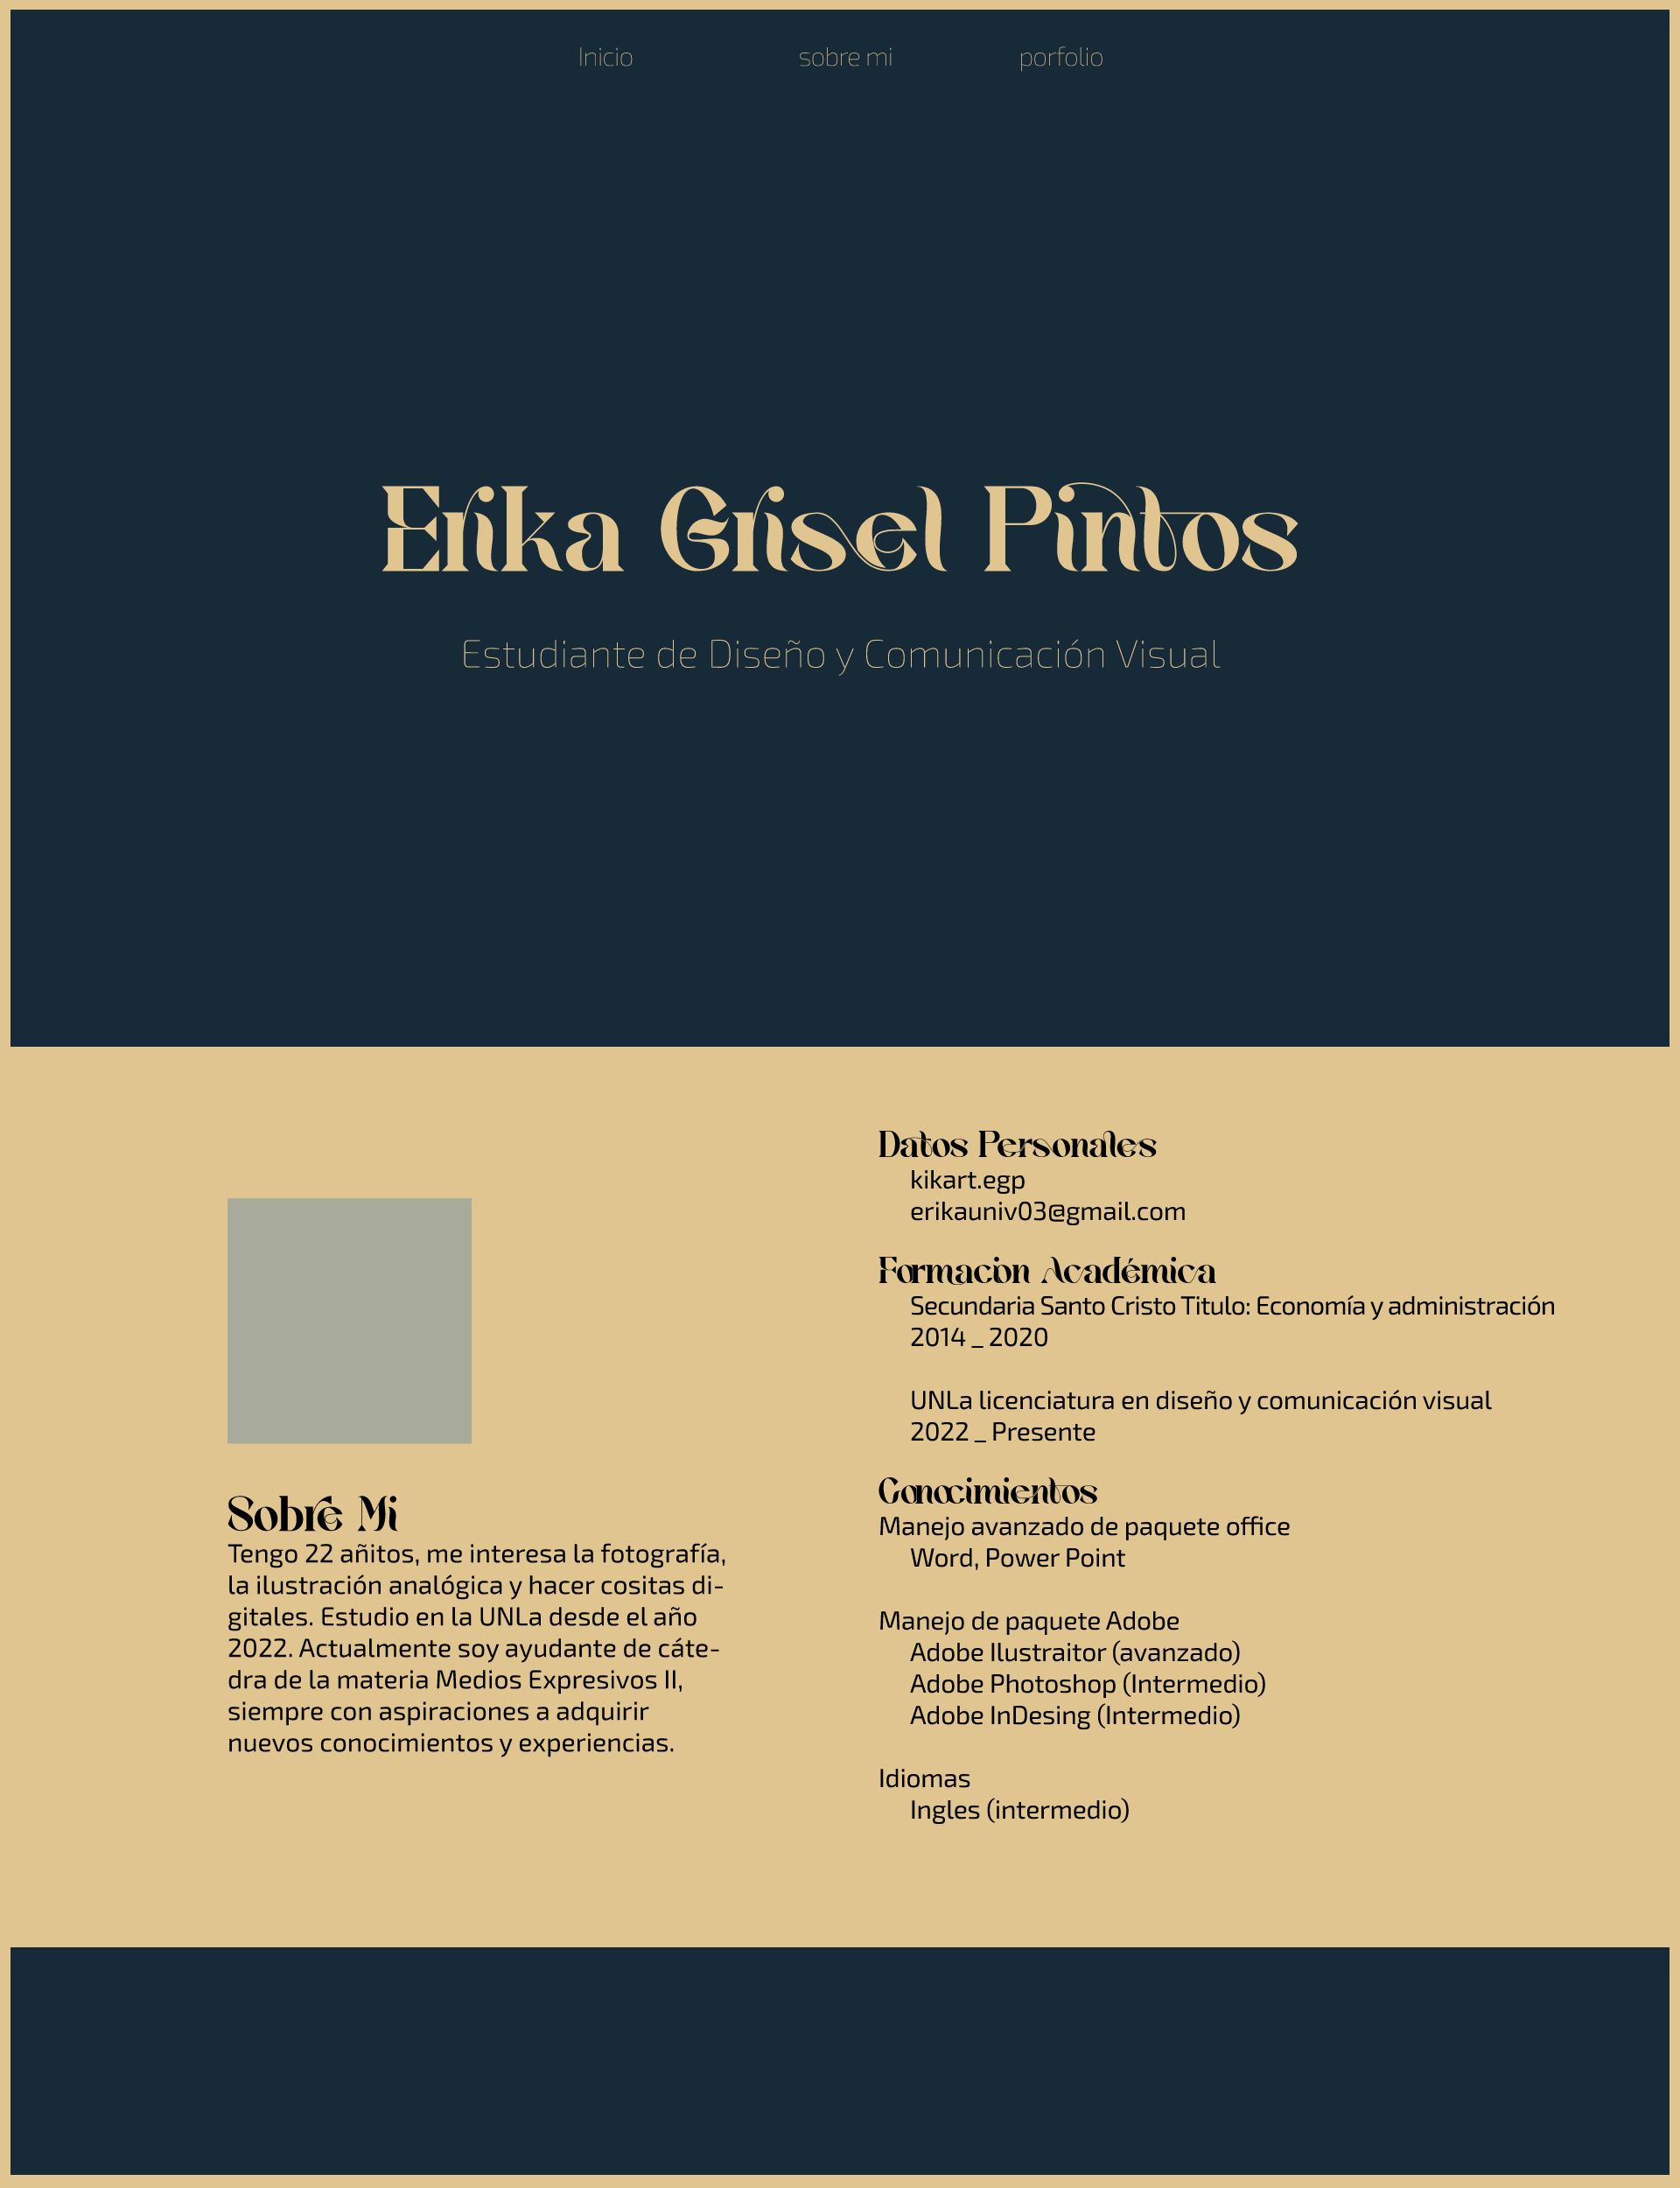 Inicio sobre mi porfolio
Erika Grisel Pintos
Estudiante de Diseño y Comunicación Visual
Sobre Mi
Tengo 22 añitos, me interesa la fotografía,
la ilustración analógica y hacer cositas di-
gitales. Estudio en la UNLa desde el año
2022. Actualmente soy ayudante de cáte-
dra de la materia Medios Expresivos II,
siempre con aspiraciones a adquirir
nuevos conocimientos y experiencias.
Datos Personales
kikart.egp
erikauniv03@gmail.com
Formacion Académica
Secundaria Santo Cristo Titulo: Economía y administración
2014 _ 2020
UNLa licenciatura en diseño y comunicación visual
2022 _ Presente
Conocimientos
Manejo avanzado de paquete office
Word, Power Point
Manejo de paquete Adobe
Adobe Ilustraitor (avanzado)
Adobe Photoshop (Intermedio)
Adobe InDesing (Intermedio)
Idiomas
Ingles (intermedio)